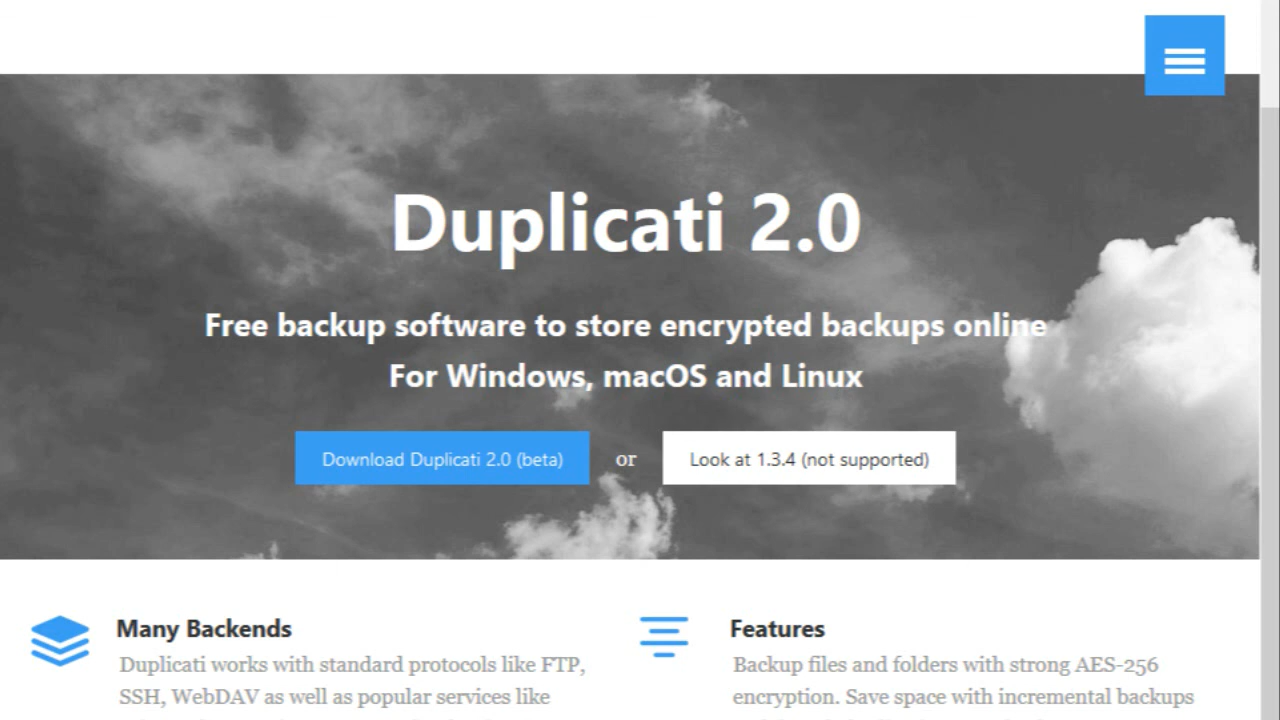 Duplicati 2.0
Free backup software to store encrypted backups online
For Windows, macOS and Linux
Download Duplicati 2.0 (beta) or Look at 1.3.4 (not supported)
Many Backends
Duplicati works with standard protocols like FTP,
SSH, WebDAV as well as popular services like
Features
Backup files and folders with strong AES-256
encryption. Save space with incremental backups